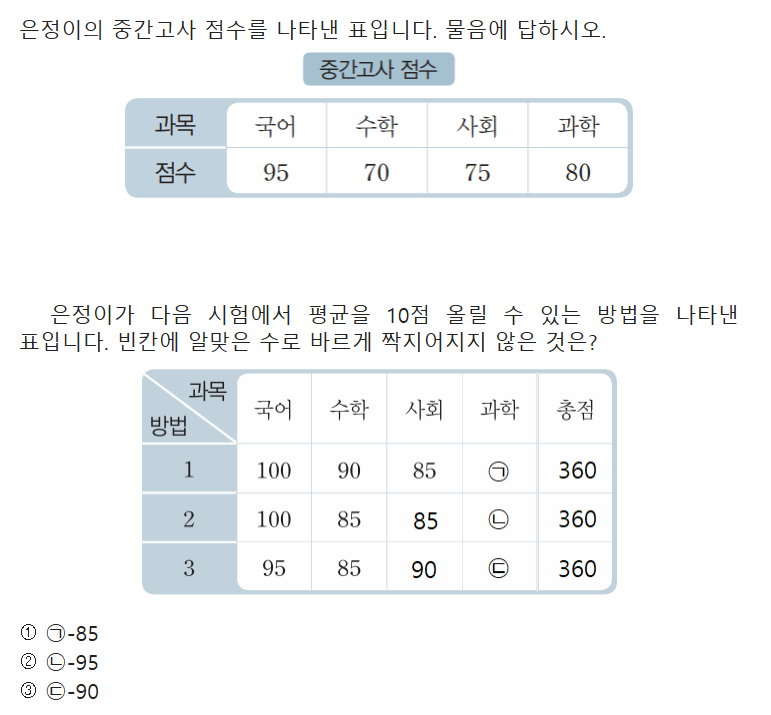 은정이의 중간고사 점수를 나타낸 표입니다. 물음에 답하시오.
중간고사 점수
과목 국어 수학 사회 과학
점수 95 70 75 80
은정이가 다음 시험에서 평균을 10점 올릴 수 있는 방법을 나타낸
표입니다. 빈칸에 알맞은 수로 바르게 짝지어지지 않은 것은?
과목
방법 국어 수학 사회 과학 총점
1 100 90 85 ㉠ 360
2 100 85 85 ㉡ 360
3 95 85 90 ㉢ 360
① ㉠-85
② ㉡-95
③ ㉢-90